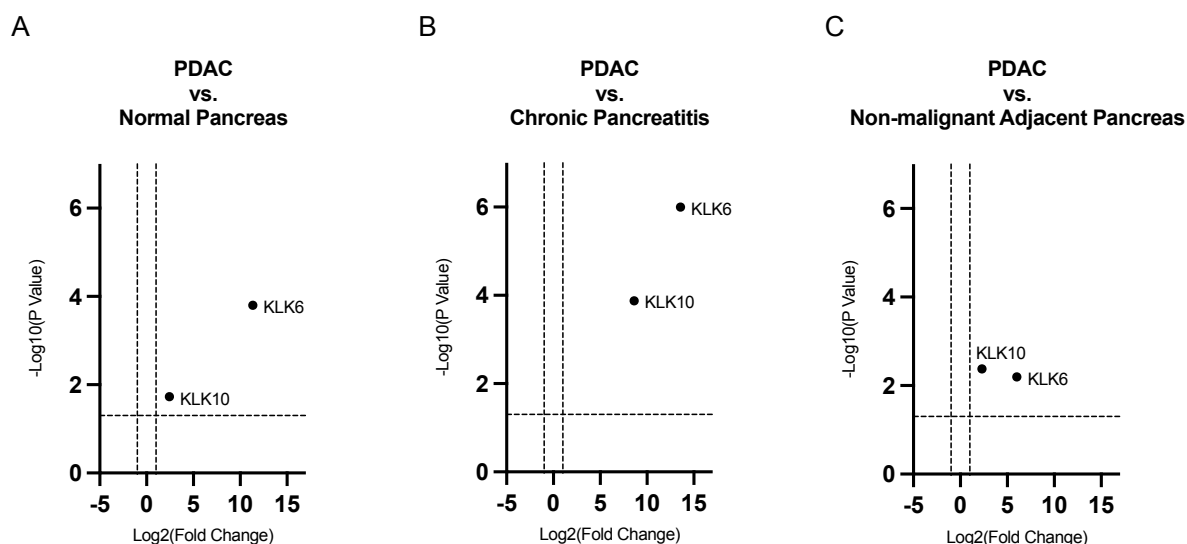 A
PDAC
vs.
Normal Pancreas
-Log10(P Value)
6
4
2
0
KLK6
KLK10
-5 0 5 10 15
Log2(Fold Change)
B
PDAC
vs.
Chronic Pancreatitis
-Log10(P Value)
6
4
2
0
KLK6
KLK10
-5 0 5 10 15
Log2(Fold Change)
C
PDAC
vs.
Non-malignant Adjacent Pancreas
-Log10(P Value)
6
4
2
0
KLK10
KLK6
-5 0 5 10 15
Log2(Fold Change)